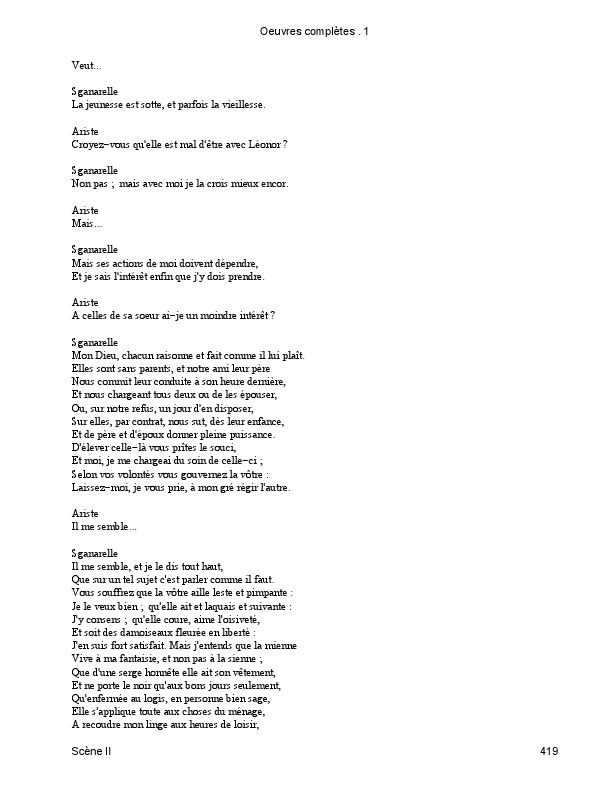 Oeuvres complètes . 1
Veut...
Sganarelle
La jeunesse est sotte, et parfois la vieillesse.
Ariste
Croyez−vous qu'elle est mal d'être avec Léonor ?
Sganarelle
Non pas ; mais avec moi je la crois mieux encor.
Ariste
Mais...
Sganarelle
Mais ses actions de moi doivent dépendre,
Et je sais l'intérêt enfin que j'y dois prendre.
Ariste
A celles de sa soeur ai−je un moindre intérêt ?
Sganarelle
Mon Dieu, chacun raisonne et fait comme il lui plaît.
Elles sont sans parents, et notre ami leur père
Nous commit leur conduite à son heure dernière,
Et nous chargeant tous deux ou de les épouser,
Ou, sur notre refus, un jour d'en disposer,
Sur elles, par contrat, nous sut, dès leur enfance,
Et de père et d'époux donner pleine puissance.
D'élever celle−là vous prîtes le souci,
Et moi, je me chargeai du soin de celle−ci ;
Selon vos volontés vous gouvernez la vôtre :
Laissez−moi, je vous prie, à mon gré régir l'autre.
Ariste
Il me semble...
Sganarelle
Il me semble, et je le dis tout haut,
Que sur un tel sujet c'est parler comme il faut.
Vous souffrez que la vôtre aille leste et pimpante :
Je le veux bien ; qu'elle ait et laquais et suivante :
J'y consens ; qu'elle coure, aime l'oisiveté,
Et soit des damoiseaux fleurée en liberté :
J'en suis fort satisfait. Mais j'entends que la mienne
Vive à ma fantaisie, et non pas à la sienne ;
Que d'une serge honnête elle ait son vêtement,
Et ne porte le noir qu'aux bons jours seulement,
Qu'enfermée au logis, en personne bien sage,
Elle s'applique toute aux choses du ménage,
A recoudre mon linge aux heures de loisir,
Scène II 419